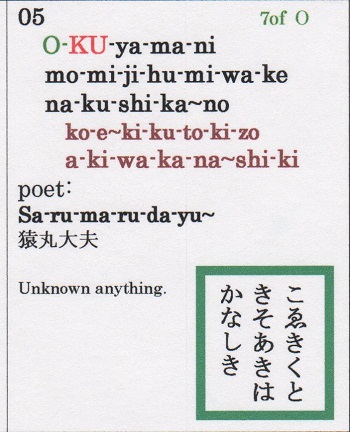 05
7of O
O-KU-ya-ma-ni
mo-mi-ji-hu-mi-wa-ke
na-ku-shi-ka~no
ko-e~ki-ku-to-ki-zo
a-ki-wa-ka-na~shi-ki
poet:
Sa-ru-ma-ru-da-yu~
猿丸大夫
Unknown anything.
こゑきくと
きそあきは
かなしき